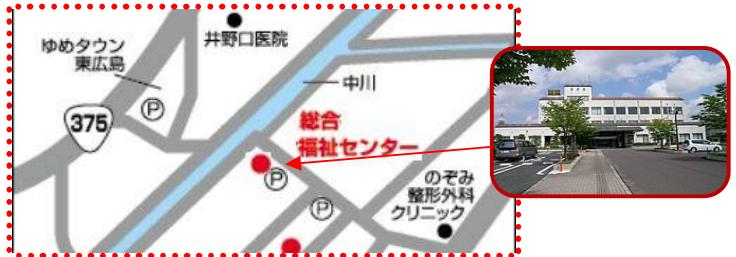 井野口医院
ゆめタウン
東広島
中川
375
Ⓟ
総合
福祉センター
Ⓟ
のぞみ
整形外科
クリニック
Ⓟ